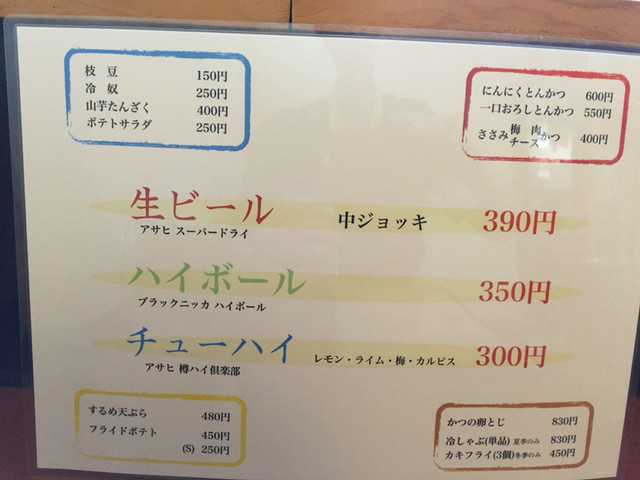 枝 豆 150円
冷 奴 250円
山芋たんざく 400円
ポテトサラダ 250円
にんにくとんかつ 600円
一口おろしとんかつ 550円
ささみ 梅 肉 チーズ かつ 400円
生ビール 中ジョッキ 390円
アサヒ スーパードライ
ハイボール 350円
ブラックニッカ ハイボール
チューハイ レモン・ライム・梅・カルピス 300円
アサヒ 樽ハイ倶楽部
するめ天ぷら 480円
フライドポテト 450円
(S) 250円
かつの卵とじ 830円
冷しゃぶ(単品) 夏季のみ 830円
カキフライ(3個)冬季のみ 450円